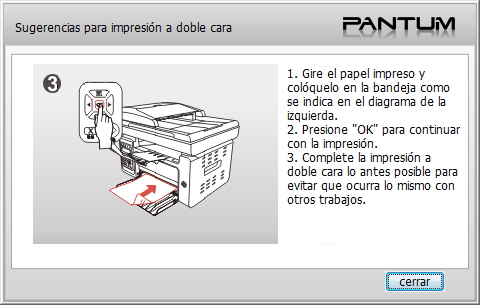 Sugerencias para impresión a doble cara
PANTUM
3
1. Gire el papel impreso y
colóquelo en la bandeja como
se indica en el diagrama de la
izquierda.
2. Presione "OK" para continuar
con la impresión.
3. Complete la impresión a
doble cara lo antes posible para
evitar que ocurra lo mismo con
otros trabajos.
cerrar